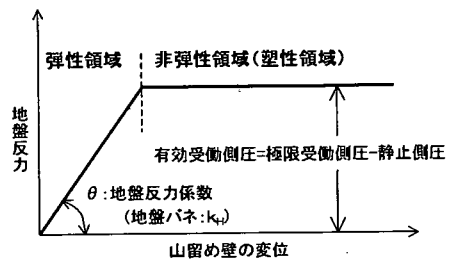 弾性領域
非弾性領域(塑性領域)
地盤反力
有効受働側圧=極限受働側圧-静止側圧
θ:地盤反力係数
(地盤バネ:kH)
山留め壁の変位